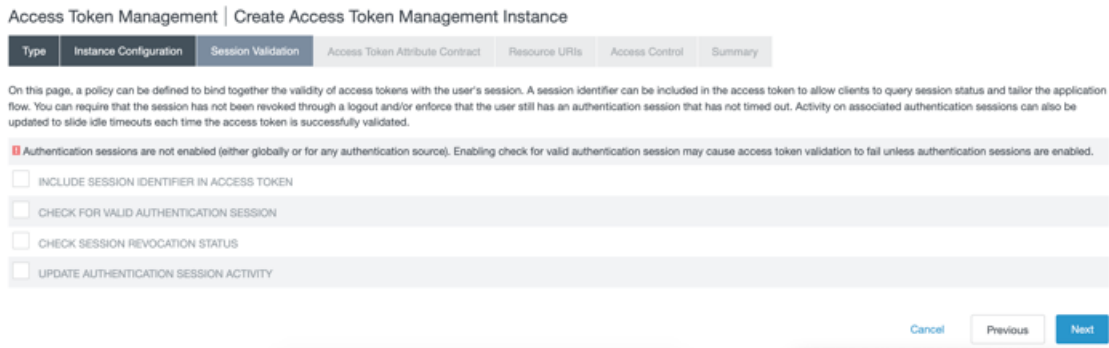 Access Token Management | Create Access Token Management Instance
Type Instance Configuration Session Validation Access Token Attribute Contract Resource URIs Access Control Summary
On this page, a policy can be defined to bind together the validity of access tokens with the user's session. A session identifier can be included in the access token to allow clients to query session status and tailor the application
flow. You can require that the session has not been revoked through a logout and/or enforce that the user still has an authentication session that has not timed out. Activity on associated authentication sessions can also be
updated to slide idle timeouts each time the access token is successfully validated.
Authentication sessions are not enabled (either globally or for any authentication source). Enabling check for valid authentication session may cause access token validation to fail unless authentication sessions are enabled.
INCLUDE SESSION IDENTIFIER IN ACCESS TOKEN
CHECK FOR VALID AUTHENTICATION SESSION
CHECK SESSION REVOCATION STATUS
UPDATE AUTHENTICATION SESSION ACTIVITY
Cancel Previous Next